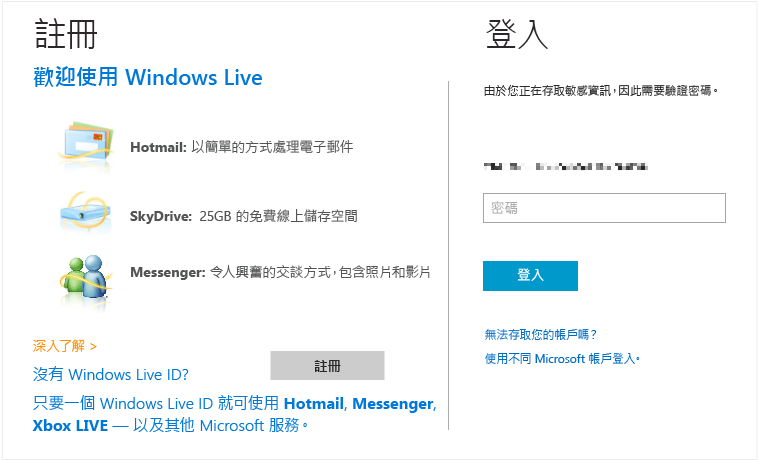 註冊
歡迎使用 Windows Live
Hotmail: 以簡單的方式處理電子郵件
SkyDrive: 25GB 的免費線上儲存空間
Messenger: 令人興奮的交談方式，包含照片和影片
深入了解 >
沒有 Windows Live ID?
註冊
只要一個 Windows Live ID 就可使用 Hotmail, Messenger,
Xbox LIVE — 以及其他 Microsoft 服務。
登入
由於您正在存取敏感資訊，因此需要驗證密碼。
密碼
登入
無法存取您的帳戶嗎？
使用不同 Microsoft 帳戶登入。